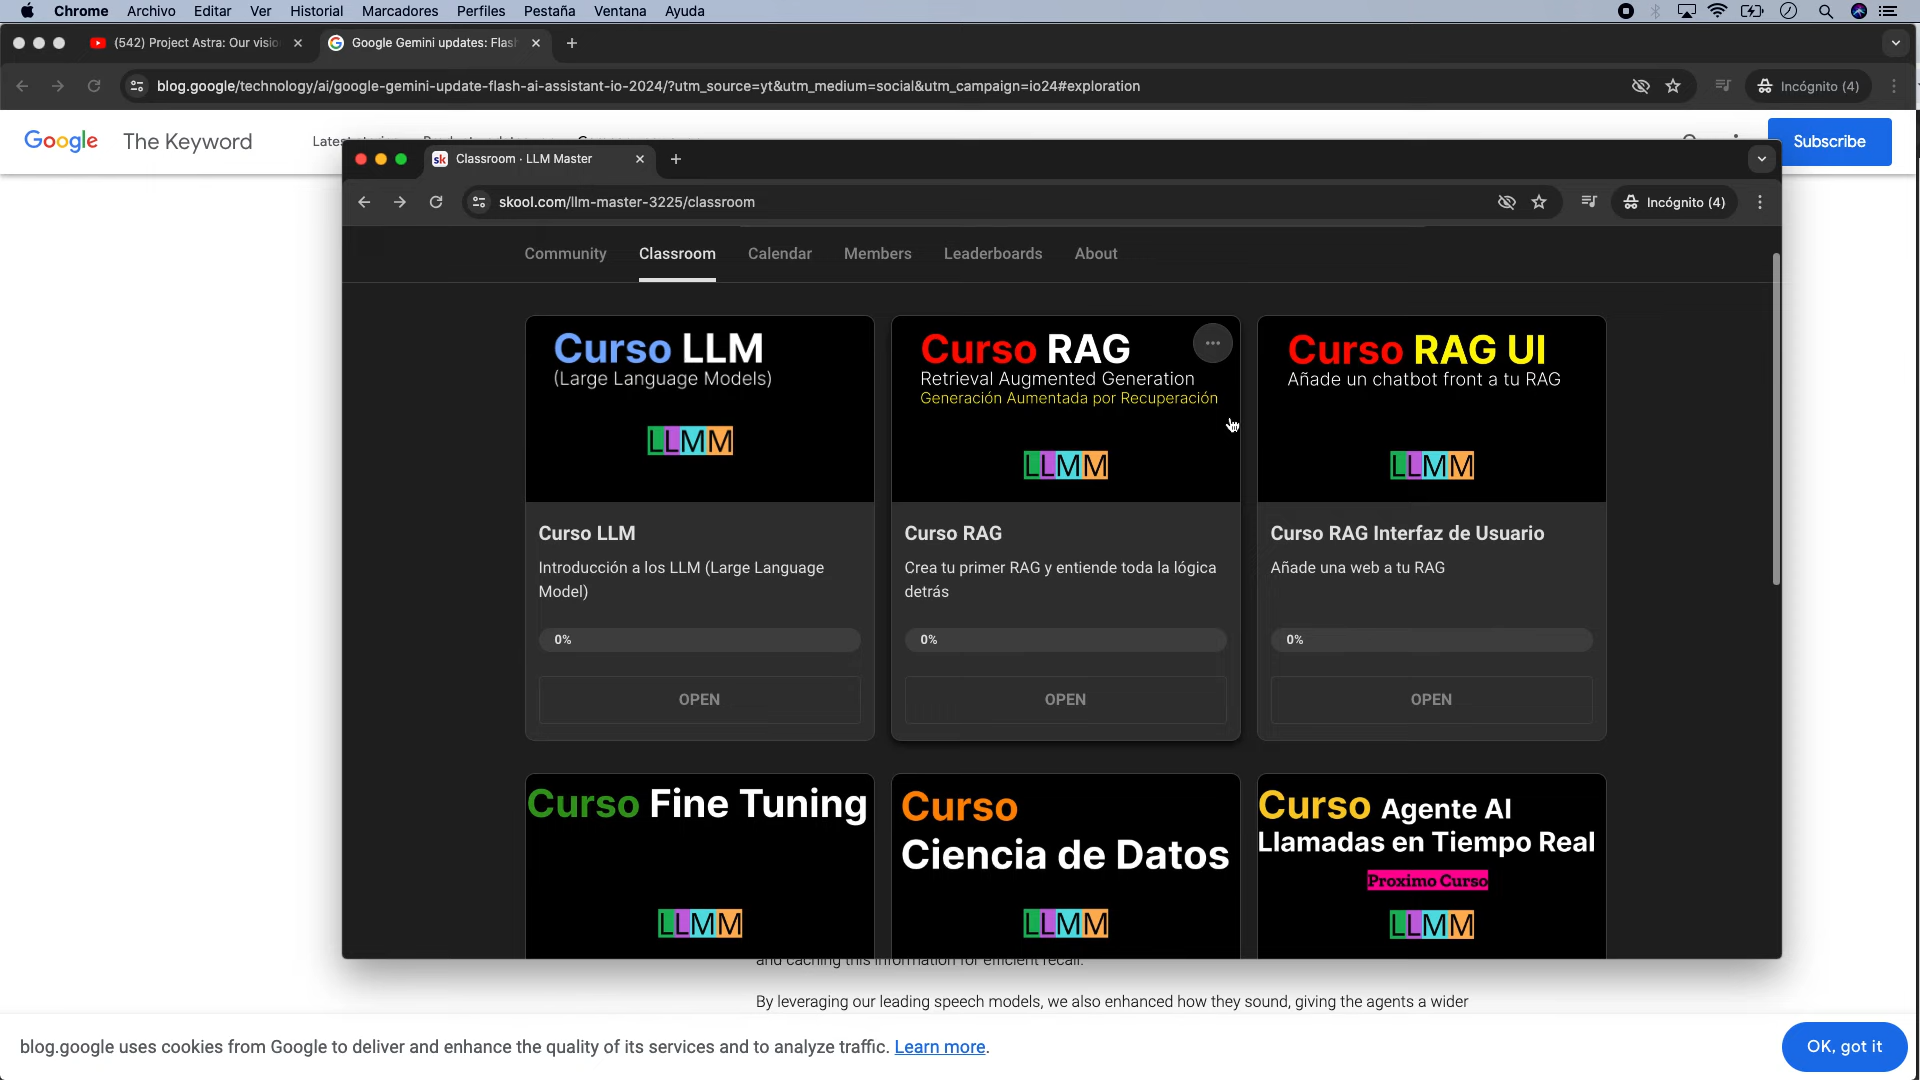 Chrome Archivo Editar Ver Historial Marcadores Perfiles Pestaña Ventana Ayuda
(542) Project Astra: Our visio
Google Gemini updates: Flas
blog.google/technology/ai/google-gemini-update-flash-ai-assistant-io-2024/?utm_source=yt&utm_medium=social&utm_campaign=io24#exploration
Incógnito (4)
Google The Keyword
Subscribe
Classroom · LLM Master
skool.com/llm-master-3225/classroom
Incógnito (4)
Community Classroom Calendar Members Leaderboards About
Curso LLM
(Large Language Models)
LLMM
Curso LLM
Introducción a los LLM (Large Language
Model)
0%
OPEN
Curso RAG
Retrieval Augmented Generation
Generación Aumentada por Recuperación
LLMM
Curso RAG
Crea tu primer RAG y entiende toda la lógica
detrás
0%
OPEN
Curso RAG UI
Añade un chatbot front a tu RAG
LLMM
Curso RAG Interfaz de Usuario
Añade una web a tu RAG
0%
OPEN
Curso Fine Tuning
LLMM
Curso
Ciencia de Datos
LLMM
Curso Agente AI
Llamadas en Tiempo Real
Proximo Curso
LLMM
and caching this information for efficient recall.
By leveraging our leading speech models, we also enhanced how they sound, giving the agents a wider
blog.google uses cookies from Google to deliver and enhance the quality of its services and to analyze traffic. Learn more.
OK, got it